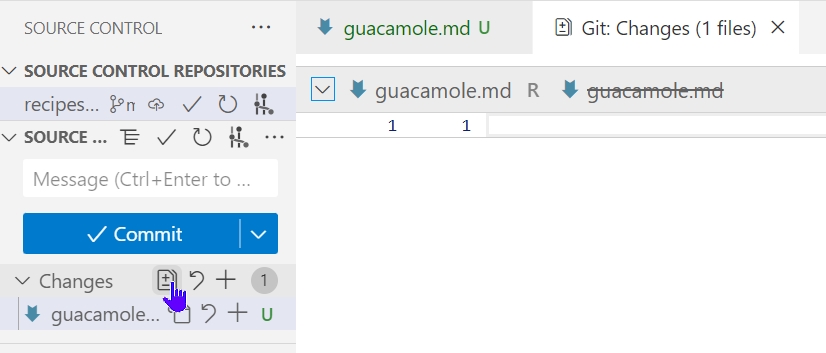 SOURCE CONTROL ...
guacamole.md U
Git: Changes (1 files)
SOURCE CONTROL REPOSITORIES
recipes...
guacamole.md R guacamole.md
SOURCE ... ...
1 1
Message (Ctrl+Enter to ...
Commit
Changes 1
guacamole... U